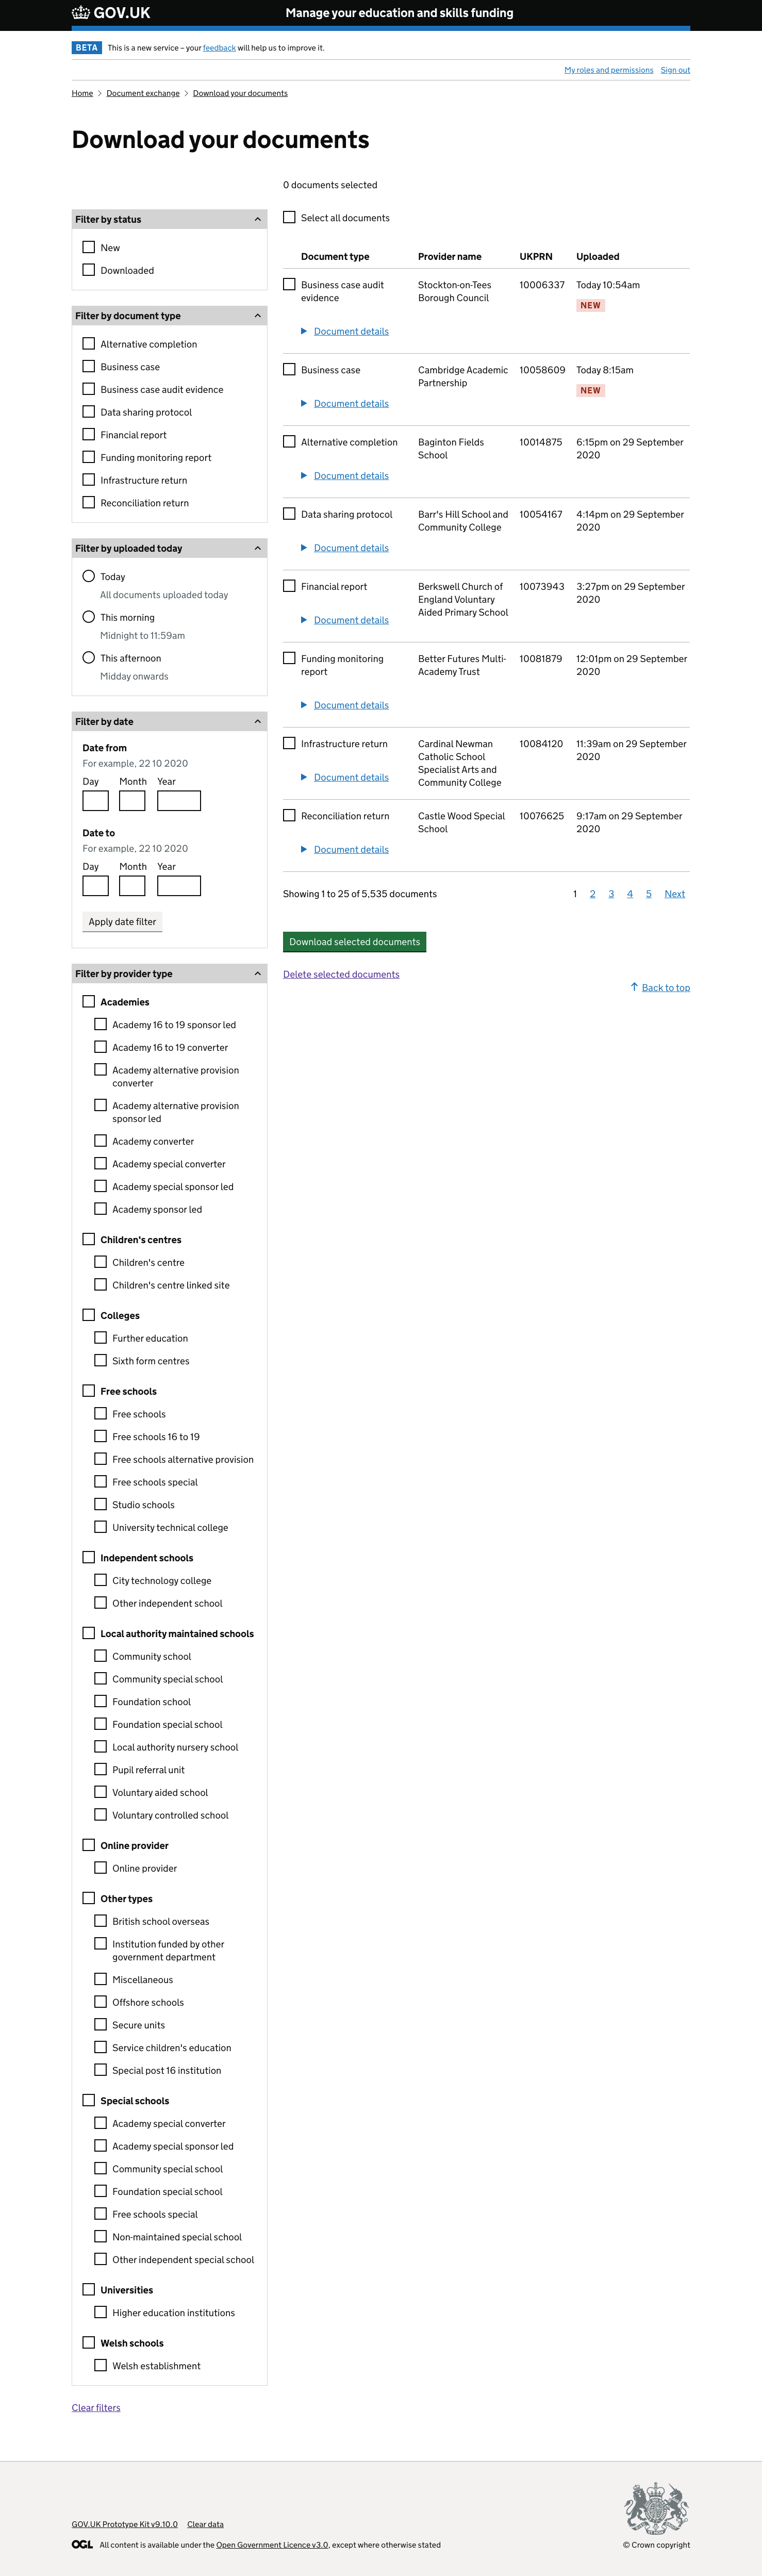 GOV.UK Manage your education and skills funding
BETA This is a new service – your feedback will help us to improve it.
My roles and permissions Sign out
Home Document exchange Download your documents
Download your documents
0 documents selected
Filter by status
New
Downloaded
Filter by document type
Alternative completion
Business case
Business case audit evidence
Data sharing protocol
Financial report
Funding monitoring report
Infrastructure return
Reconciliation return
Filter by uploaded today
Today
All documents uploaded today
This morning
Midnight to 11:59am
This afternoon
Midday onwards
Filter by date
Date from
For example, 22 10 2020
Day Month Year
Date to
For example, 22 10 2020
Day Month Year
Apply date filter
Filter by provider type
Academies
Academy 16 to 19 sponsor led
Academy 16 to 19 converter
Academy alternative provision
converter
Academy alternative provision
sponsor led
Academy converter
Academy special converter
Academy special sponsor led
Academy sponsor led
Children's centres
Children's centre
Children's centre linked site
Colleges
Further education
Sixth form centres
Free schools
Free schools
Free schools 16 to 19
Free schools alternative provision
Free schools special
Studio schools
University technical college
Independent schools
City technology college
Other independent school
Local authority maintained schools
Community school
Community special school
Foundation school
Foundation special school
Local authority nursery school
Pupil referral unit
Voluntary aided school
Voluntary controlled school
Online provider
Online provider
Other types
British school overseas
Institution funded by other
government department
Miscellaneous
Offshore schools
Secure units
Service children's education
Special post 16 institution
Special schools
Academy special converter
Academy special sponsor led
Community special school
Foundation special school
Free schools special
Non-maintained special school
Other independent special school
Universities
Higher education institutions
Welsh schools
Welsh establishment
Clear filters
Select all documents
Document type Provider name UKPRN Uploaded
Business case audit Stockton-on-Tees 10006337 Today 10:54am
evidence Borough Council
NEW
Document details
Business case Cambridge Academic 10058609 Today 8:15am
Partnership
NEW
Document details
Alternative completion Baginton Fields 10014875 6:15pm on 29 September
School 2020
Document details
Data sharing protocol Barr's Hill School and 10054167 4:14pm on 29 September
Community College 2020
Document details
Financial report Berkswell Church of 10073943 3:27pm on 29 September
England Voluntary 2020
Aided Primary School
Document details
Funding monitoring Better Futures Multi- 10081879 12:01pm on 29 September
report Academy Trust 2020
Document details
Infrastructure return Cardinal Newman 10084120 11:39am on 29 September
Catholic School 2020
Specialist Arts and
Document details
Community College
Reconciliation return Castle Wood Special 10076625 9:17am on 29 September
School 2020
Document details
Showing 1 to 25 of 5,535 documents 1 2 3 4 5 Next
Download selected documents
Delete selected documents
Back to top
GOV.UK Prototype Kit v9.10.0 Clear data
OGL All content is available under the Open Government Licence v3.0, except where otherwise stated
© Crown copyright